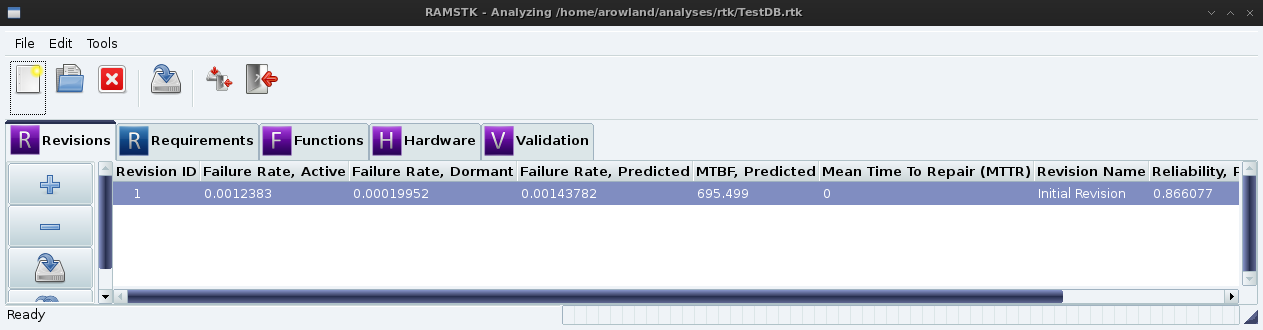 RAMSTK - Analyzing /home/arowland/analyses/rtk/TestDB.rtk
File Edit Tools
R Revisions R Requirements F Functions H Hardware V Validation
Revision ID Failure Rate, Active Failure Rate, Dormant Failure Rate, Predicted MTBF, Predicted Mean Time To Repair (MTTR) Revision Name Reliability,
1 0.0012383 0.00019952 0.00143782 695.499 0 Initial Revision 0.866077
Ready